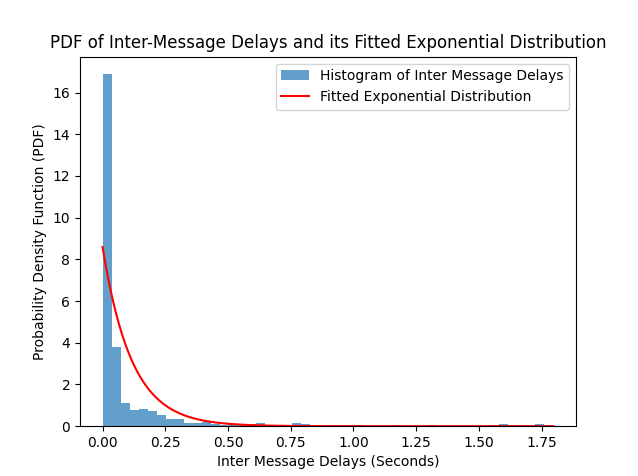 PDF of Inter-Message Delays and its Fitted Exponential Distribution
Histogram of Inter Message Delays
Fitted Exponential Distribution
Probability Density Function (PDF)
16
14
12
10
8
6
4
2
0
0.00 0.25 0.50 0.75 1.00 1.25 1.50 1.75
Inter Message Delays (Seconds)